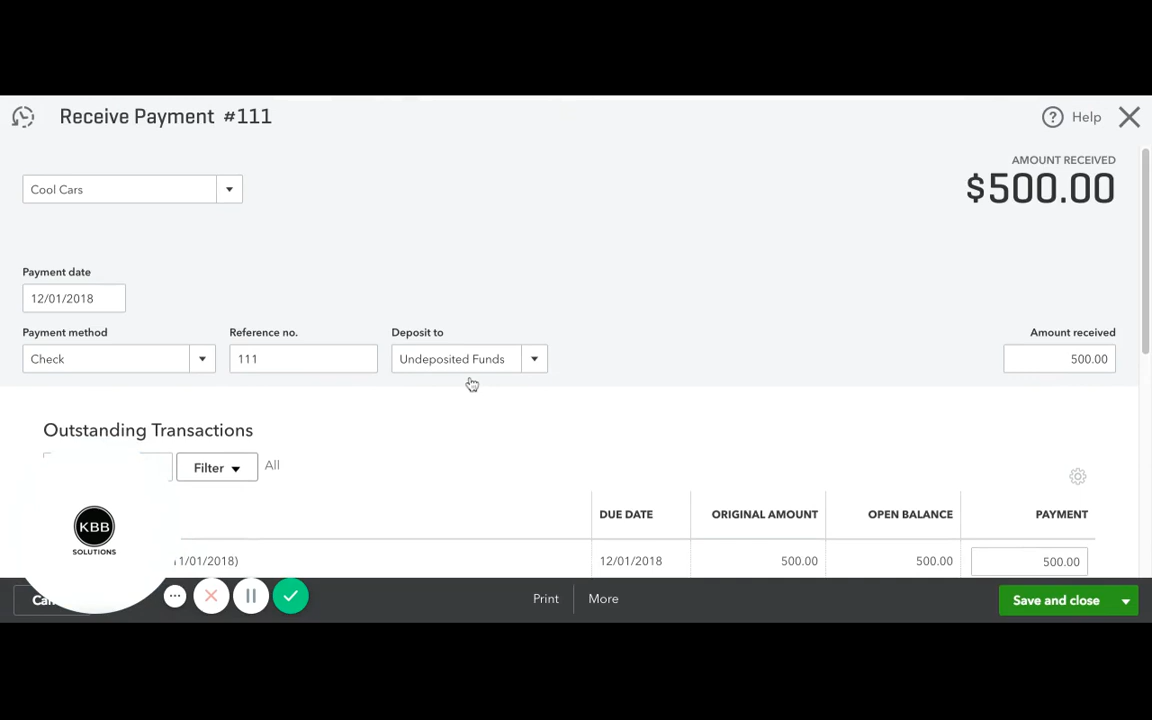 Receive Payment #111
Help
AMOUNT RECEIVED
$500.00
Cool Cars
Payment date
12/01/2018
Payment method
Reference no.
Deposit to
Amount received
Check
111
Undeposited Funds
500.00
Outstanding Transactions
Filter
All
DUE DATE
ORIGINAL AMOUNT
OPEN BALANCE
PAYMENT
KBB
SOLUTIONS
11/01/2018)
12/01/2018
500.00
500.00
500.00
Print
More
Save and close